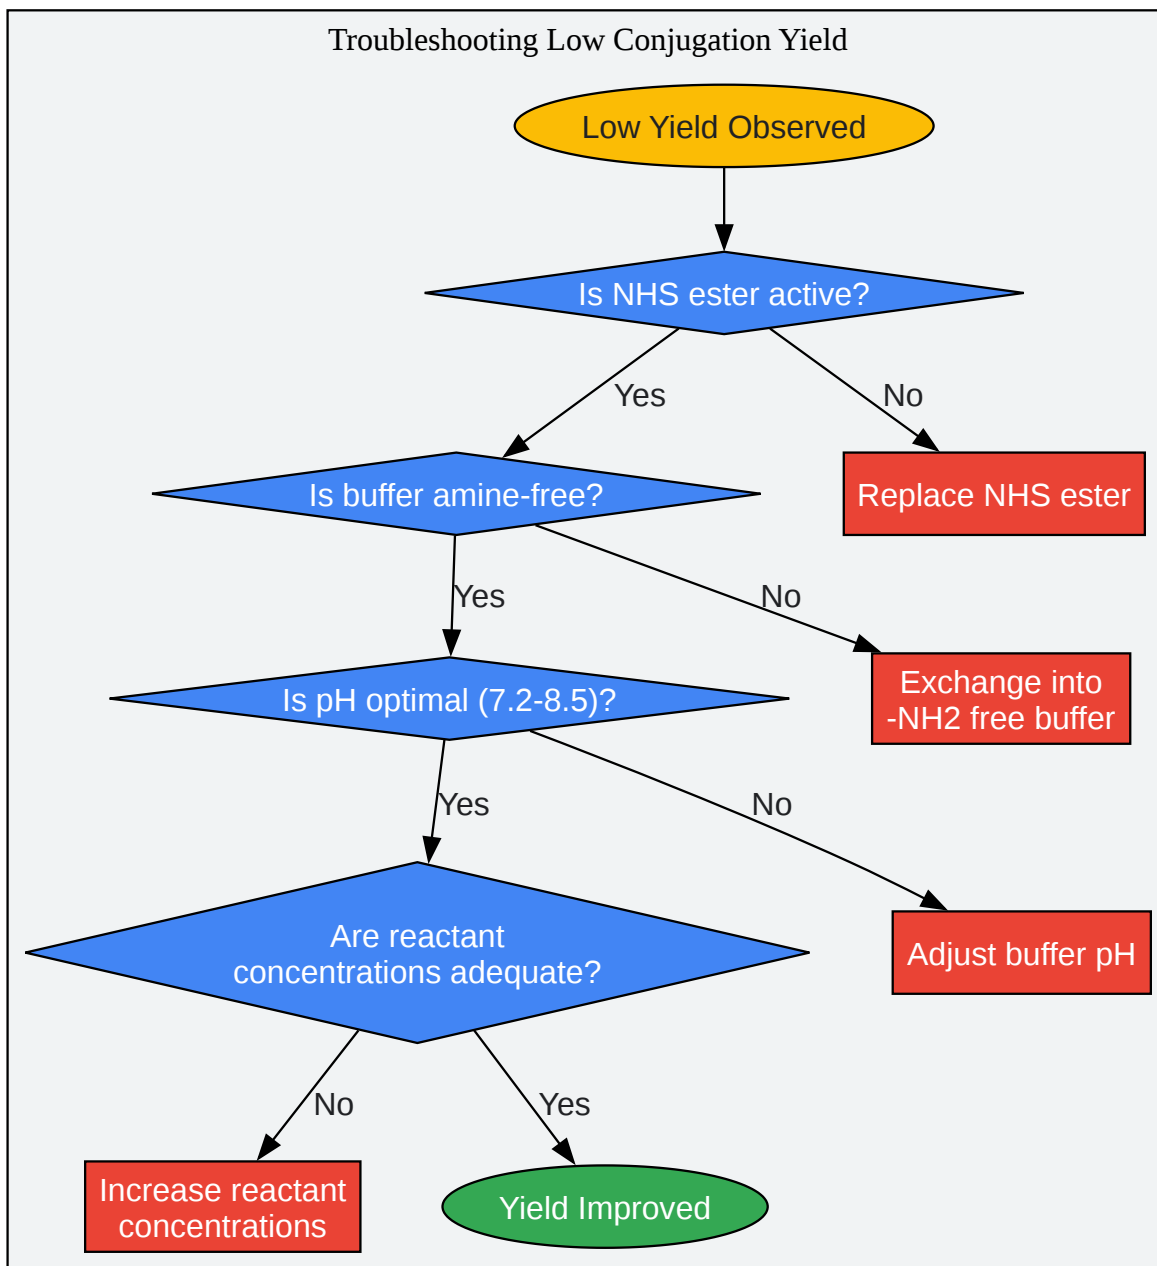 Troubleshooting Low Conjugation Yield
Low Yield Observed
Is NHS ester active?
Yes
No
Is buffer amine-free?
Replace NHS ester
Yes
No
Is pH optimal (7.2-8.5)?
Exchange into
-NH2 free buffer
Yes
No
Are reactant
concentrations adequate?
Adjust buffer pH
No
Yes
Increase reactant
concentrations
Yield Improved